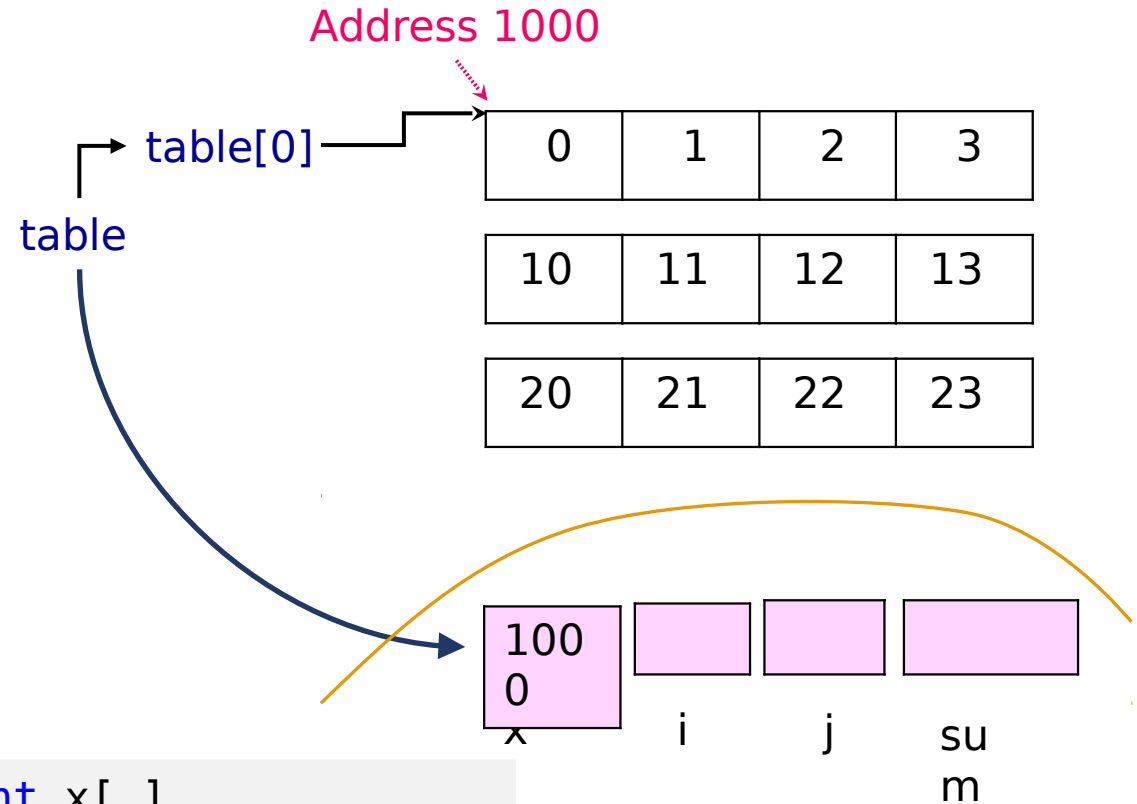 Address 1000
table[0]
0 1 2 3
table
10 11 12 13
20 21 22 23
100
0
x i j su
m
x[ ]